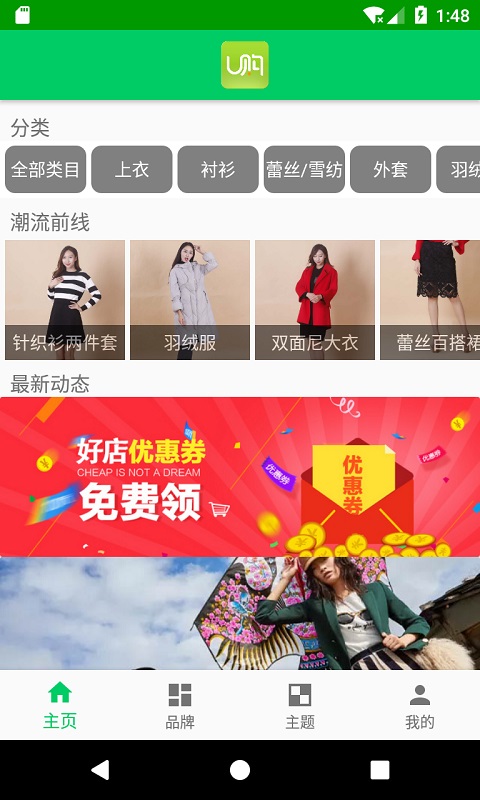 1:48
U购
分类
全部类目
上衣
衬衫
蕾丝/雪纺
外套
羽绒
潮流前线
针织衫两件套
羽绒服
双面尼大衣
蕾丝百搭裙
最新动态
好店优惠券
CHEAP IS NOT A DREAM
免费领
优惠券
优惠券
优惠券
主页
品牌
主题
我的